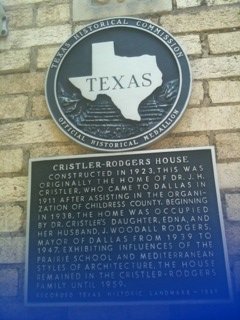 TEXAS HISTORICAL COMMISSION
TEXAS
OFFICIAL HISTORICAL MEDALLION
CRISTLER-RODGERS HOUSE
CONSTRUCTED IN 1923, THIS WAS
ORIGINALLY THE HOME OF DR. J. H.
CRISTLER, WHO CAME TO DALLAS IN
1911 AFTER ASSISTING IN THE ORGANI-
ZATION OF CHILDRESS COUNTY. BEGINNING
IN 1938, THE HOME WAS OCCUPIED
BY DR. CRISTLER'S DAUGHTER, EDNA, AND
HER HUSBAND, J. WOODALL RODGERS,
MAYOR OF DALLAS FROM 1939 TO
1947. EXHIBITING INFLUENCES OF THE
PRAIRIE SCHOOL AND MEDITERRANEAN
STYLES OF ARCHITECTURE, THE HOUSE
REMAINED IN THE CRISTLER-RODGERS
FAMILY UNTIL 1959.
RECORDED TEXAS HISTORIC LANDMARK -